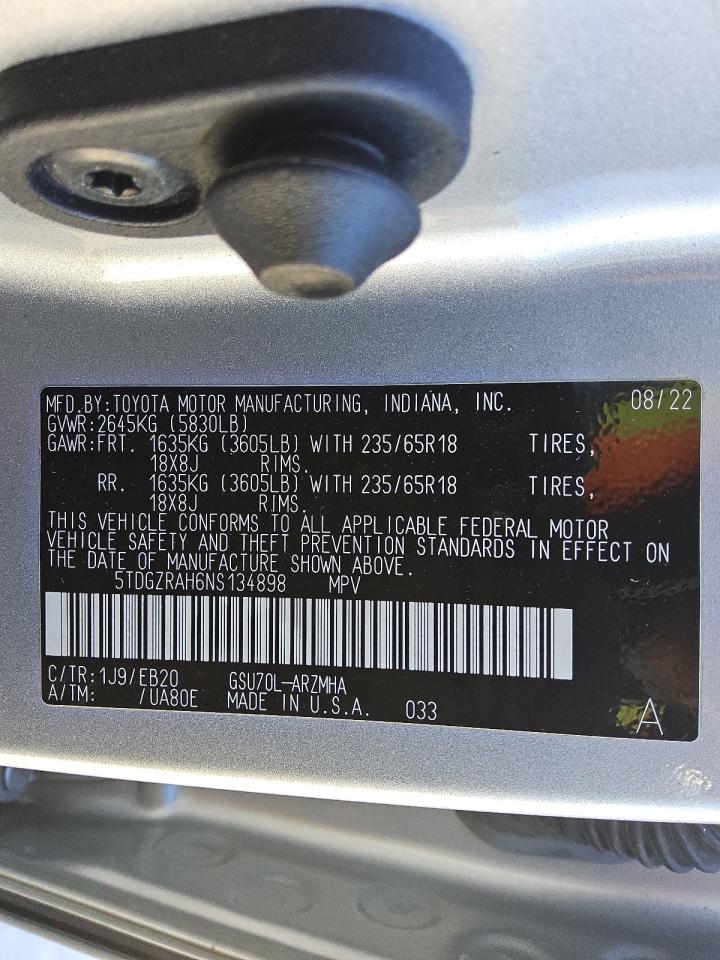 MFD.BY:TOYOTA MOTOR MANUFACTURING, INDIANA, INC. 08/22
GVWR:2645KG (5830LB)
GAWR:FRT. 1635KG (3605LB) WITH 235/65R18 TIRES,
18X8J RIMS.
RR. 1635KG (3605LB) WITH 235/65R18 TIRES,
18X8J RIMS.
THIS VEHICLE CONFORMS TO ALL APPLICABLE FEDERAL MOTOR
VEHICLE SAFETY AND THEFT PREVENTION STANDARDS IN EFFECT ON
THE DATE OF MANUFACTURE SHOWN ABOVE.
5TDGZRAH6NS134898 MPV
C/TR:1J9/EB20 GSU70L-ARZMHA
A/TM: /UA80E MADE IN U.S.A. 033 A